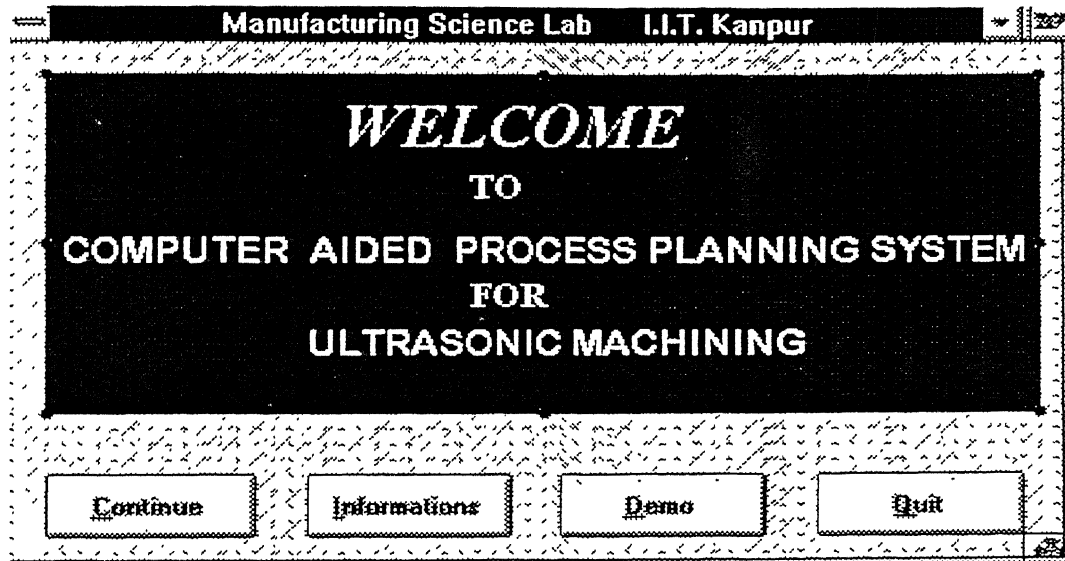 Manufacturing Science Lab I.I.T. Kanpur
WELCOME
TO
COMPUTER AIDED PROCESS PLANNING SYSTEM
FOR
ULTRASONIC MACHINING
Continue Informations Demo Quit